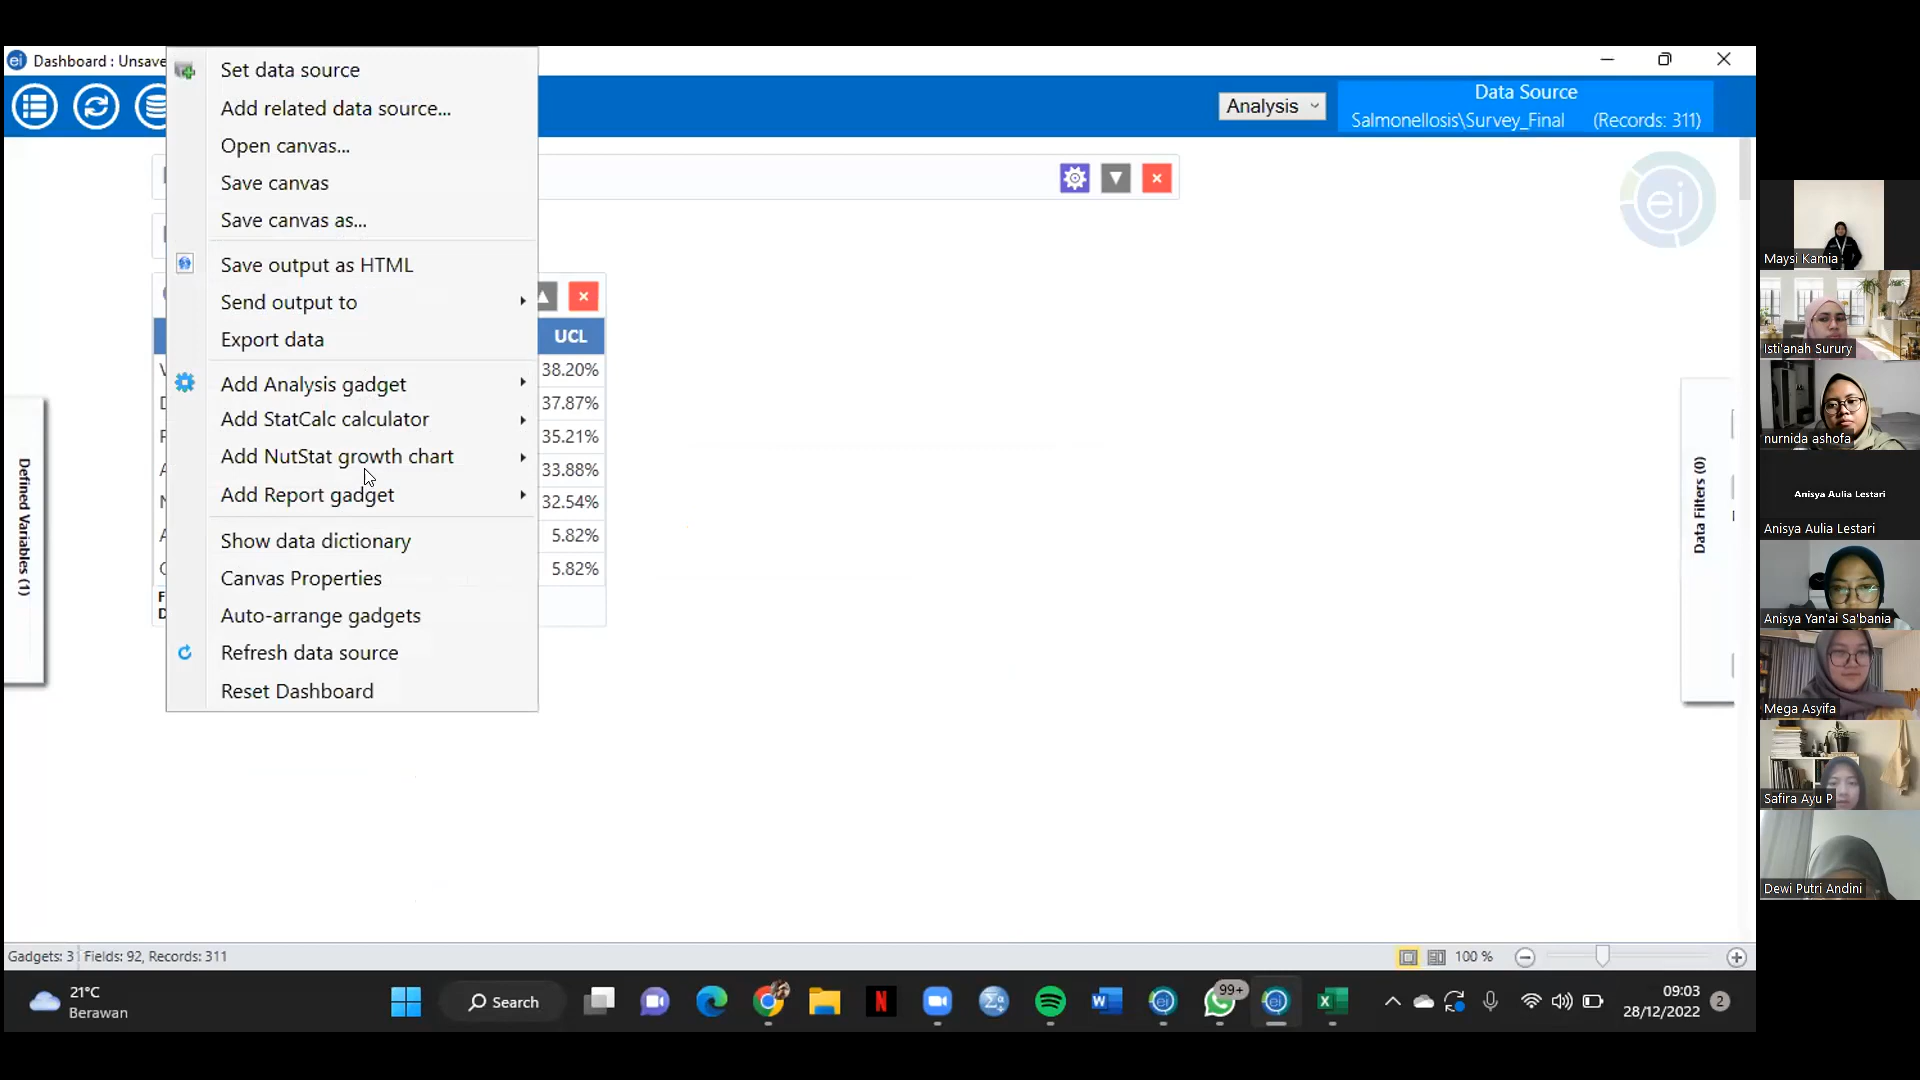 ei Dashboard : Unsave
Set data source
Add related data source...
Open canvas...
Save canvas
Save canvas as...
Save output as HTML
Send output to
Export data
Add Analysis gadget
Add StatCalc calculator
Add NutStat growth chart
Add Report gadget
Show data dictionary
Canvas Properties
Auto-arrange gadgets
Refresh data source
Reset Dashboard
Analysis
Data Source
Salmonellosis\Survey_Final (Records: 311)
ei
UCL
38.20%
37.87%
35.21%
33.88%
32.54%
5.82%
5.82%
Defined Variables (1)
Data Filters (0)
Maysi Kamia
Isti'anah Surury
nurnida ashofa
Anisya Aulia Lestari
Anisya Aulia Lestari
Anisya Yan'ai Sa'bania
Mega Asyifa
Safira Ayu P
Dewi Putri Andini
Gadgets: 3 Fields: 92, Records: 311
100 %
21°C
Berawan
Search
99+
09:03
28/12/2022
2